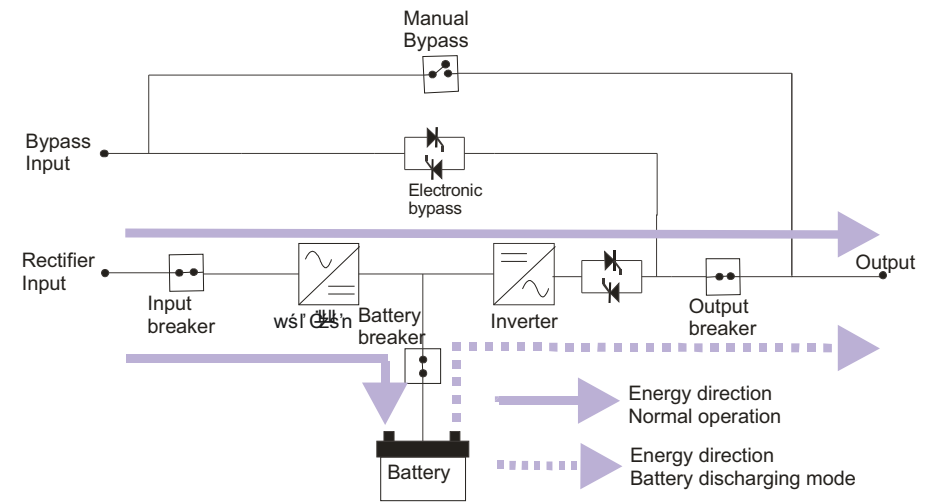 Manual
Bypass
Bypass
Input
Electronic
bypass
Rectifier
Input
Output
Input
breaker
Battery
breaker
Inverter
Output
breaker
Energy direction
Normal operation
Battery
Energy direction
Battery discharging mode